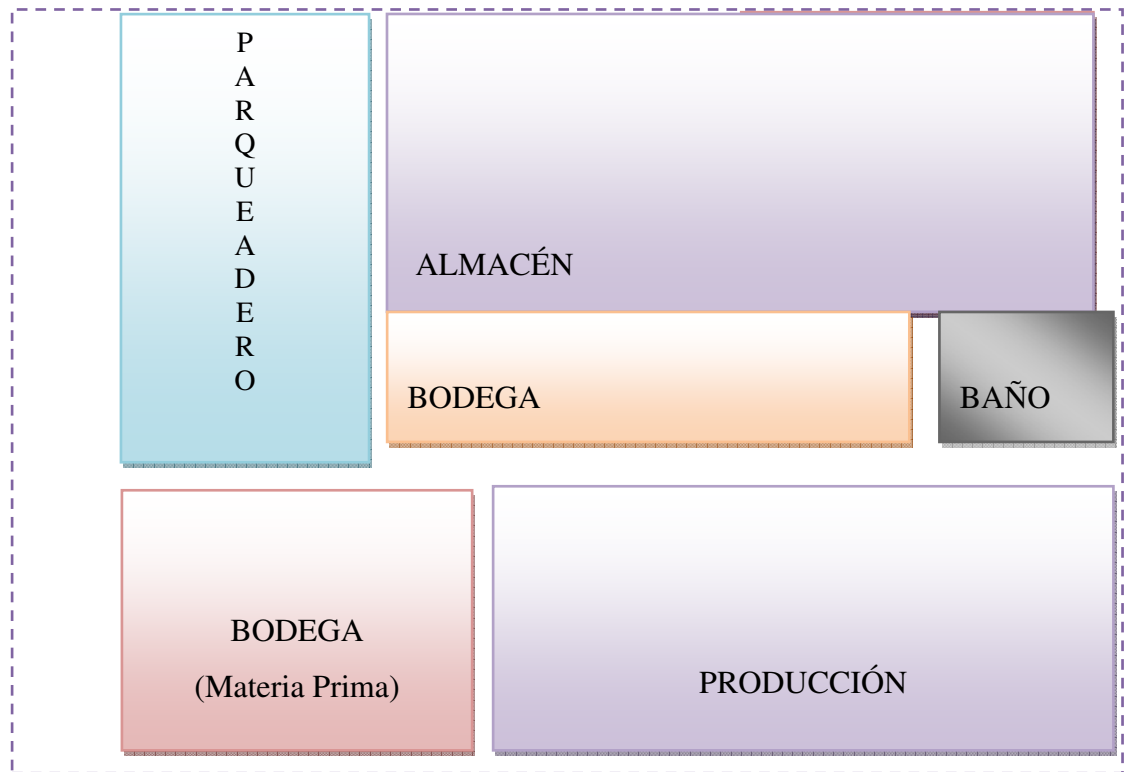 P
A
R
Q
U
E
A
D
E
R
O
ALMACÉN
BODEGA
BAÑO
BODEGA
(Materia Prima)
PRODUCCIÓN